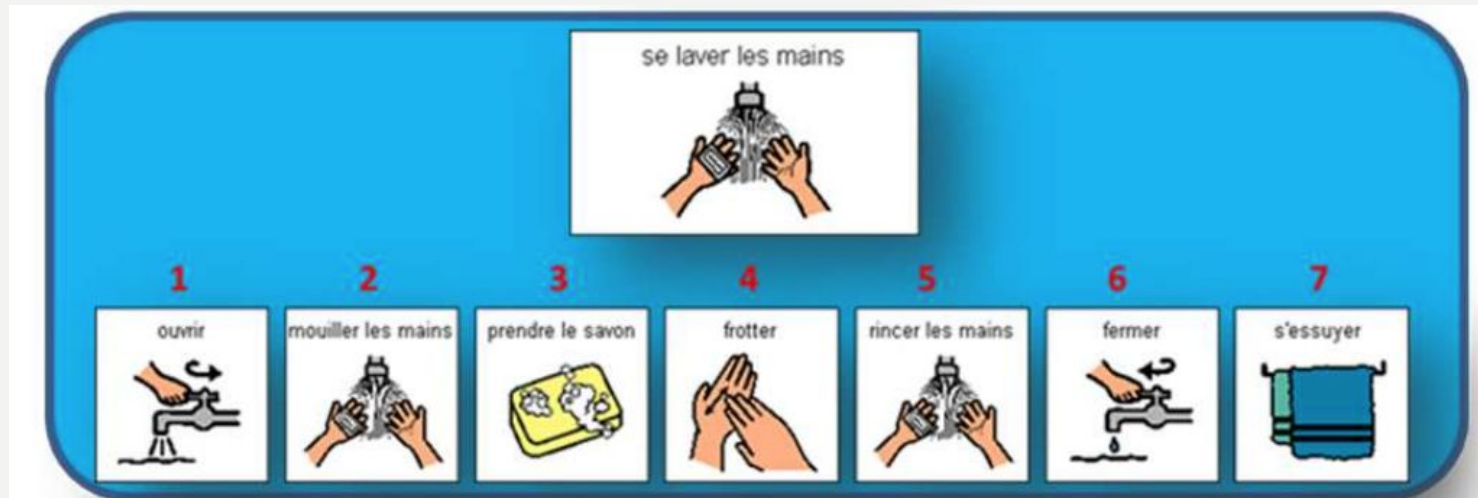 se laver les mains
1 2 3 4 5 6 7
ouvrir mouiller les mains prendre le savon frotter rincer les mains fermer s'essuyer